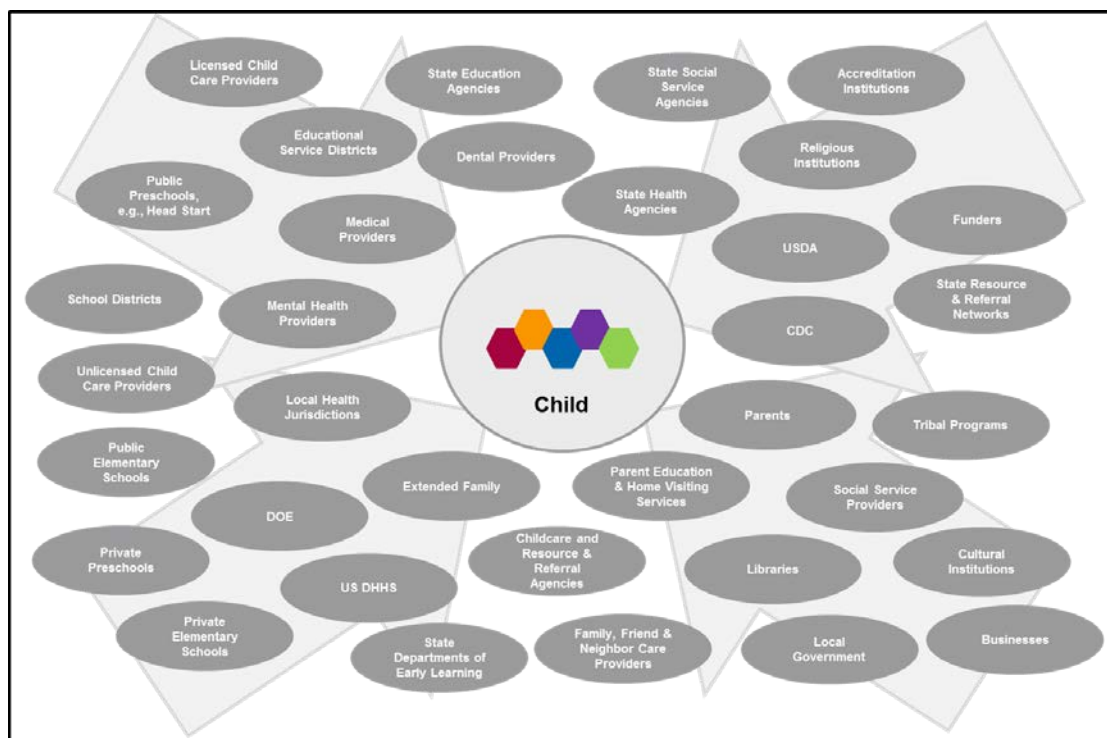 Licensed Child
Care Providers
State Education
Agencies
State Social
Service
Agencies
Accreditation
Institutions
Educational
Service Districts
Dental Providers
Religious
Institutions
Public
Preschools,
e.g., Head Start
Medical
Providers
State Health
Agencies
Funders
USDA
School Districts
Mental Health
Providers
State Resource
& Referral
Networks
CDC
Unlicensed Child
Care Providers
Child
Local Health
Jurisdictions
Parents
Tribal Programs
Public
Elementary
Schools
Extended Family
Parent Education
& Home Visiting
Services
Social Service
Providers
DOE
Childcare and
Resource &
Referral
Agencies
Private
Preschools
Libraries
Cultural
Institutions
US DHHS
Private
Elementary
Schools
State
Departments of
Early Learning
Family, Friend &
Neighbor Care
Providers
Local
Government
Businesses